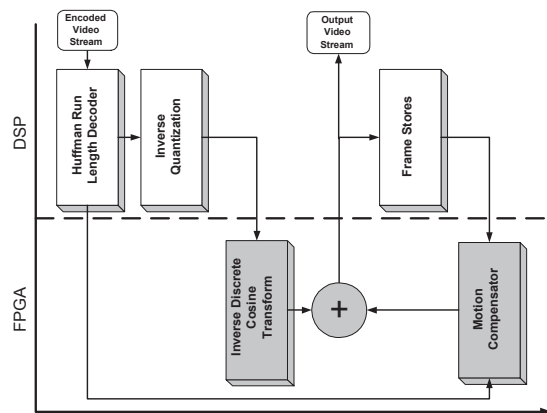 Encoded
Video
Stream
Output
Video
Stream
DSP
Huffman Run
Length Decoder
Inverse
Quantization
Frame Stores
FPGA
Inverse Discrete
Cosine
Transform
+
Motion
Compensator